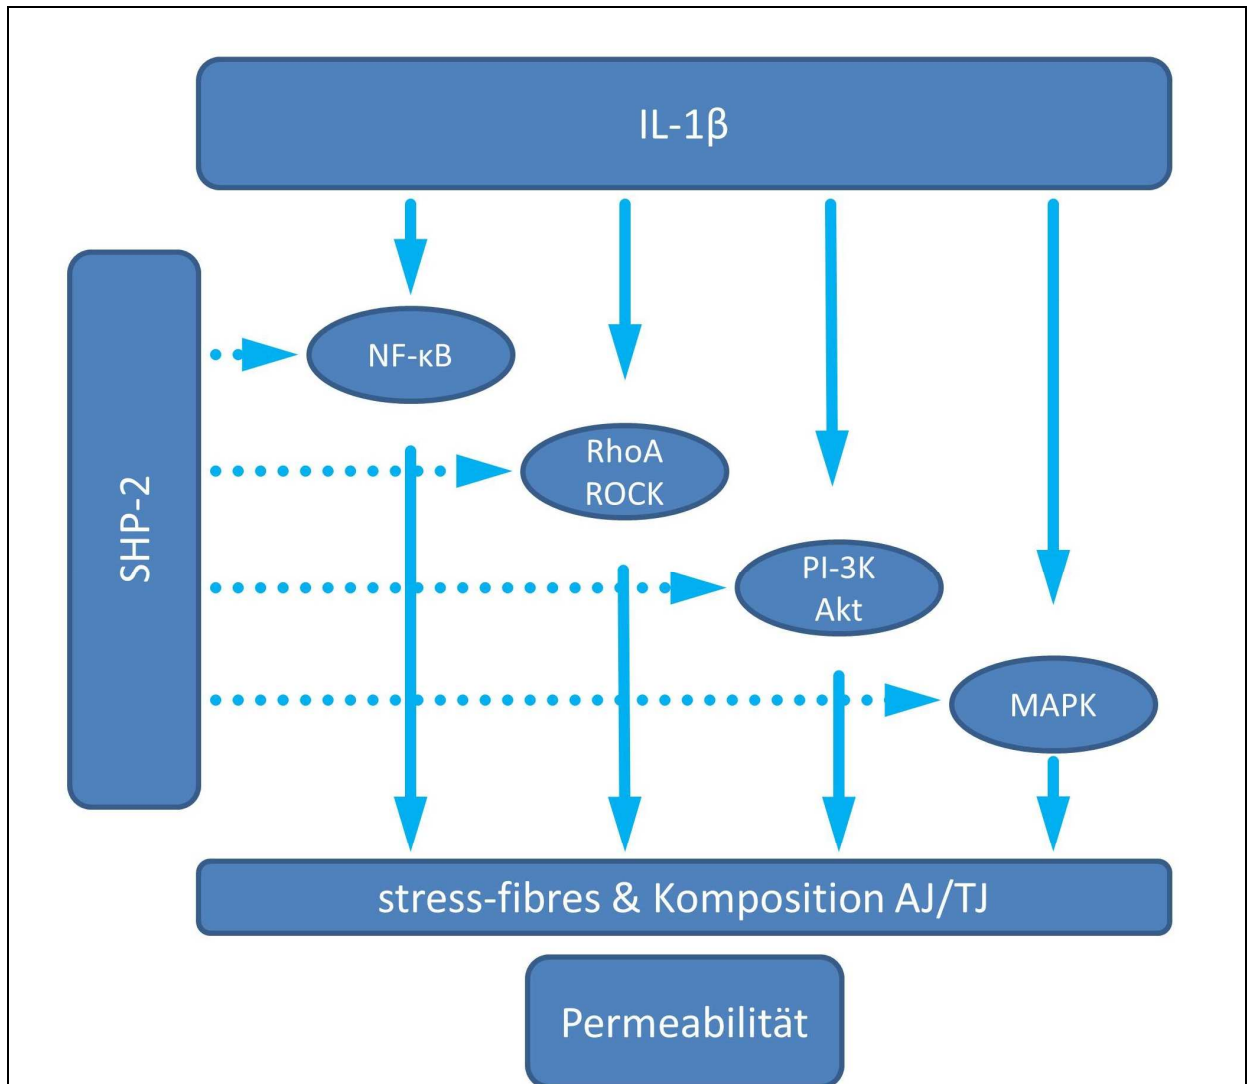 IL-1β
NF-κB
RhoA
ROCK
SHP-2
PI-3K
Akt
MAPK
stress-fibres & Komposition AJ/TJ
Permeabilität